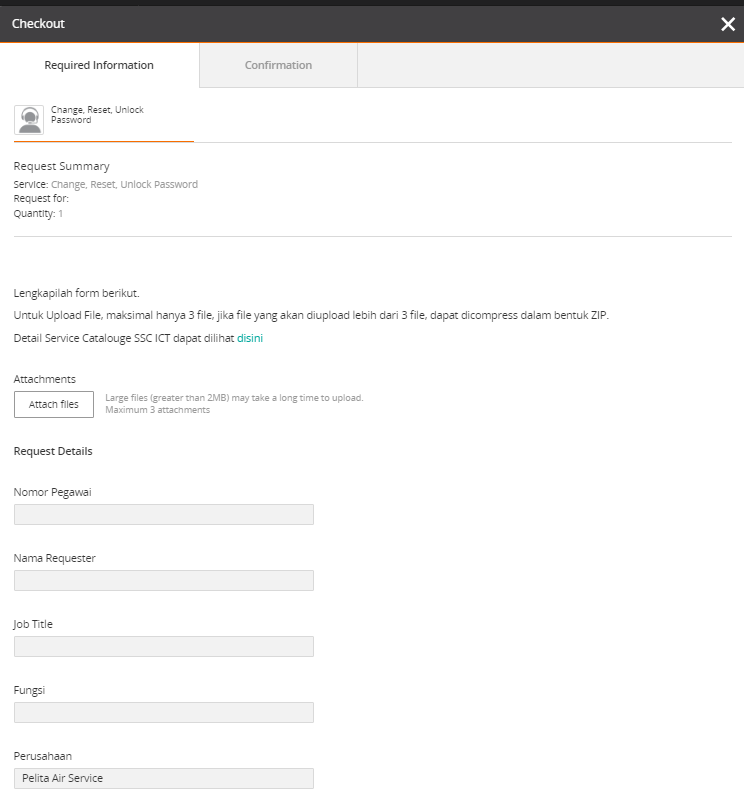 Checkout
Required Information
Confirmation
Change, Reset, Unlock
Password
Request Summary
Service: Change, Reset, Unlock Password
Request for:
Quantity: 1
Lengkapilah form berikut.
Untuk Upload File, maksimal hanya 3 file, jika file yang akan diupload lebih dari 3 file, dapat dicompress dalam bentuk ZIP.
Detail Service Catalouge SSC ICT dapat dilihat disini
Attachments
Attach files
Large files (greater than 2MB) may take a long time to upload.
Maximum 3 attachments
Request Details
Nomor Pegawai
Nama Requester
Job Title
Fungsi
Perusahaan
Pelita Air Service